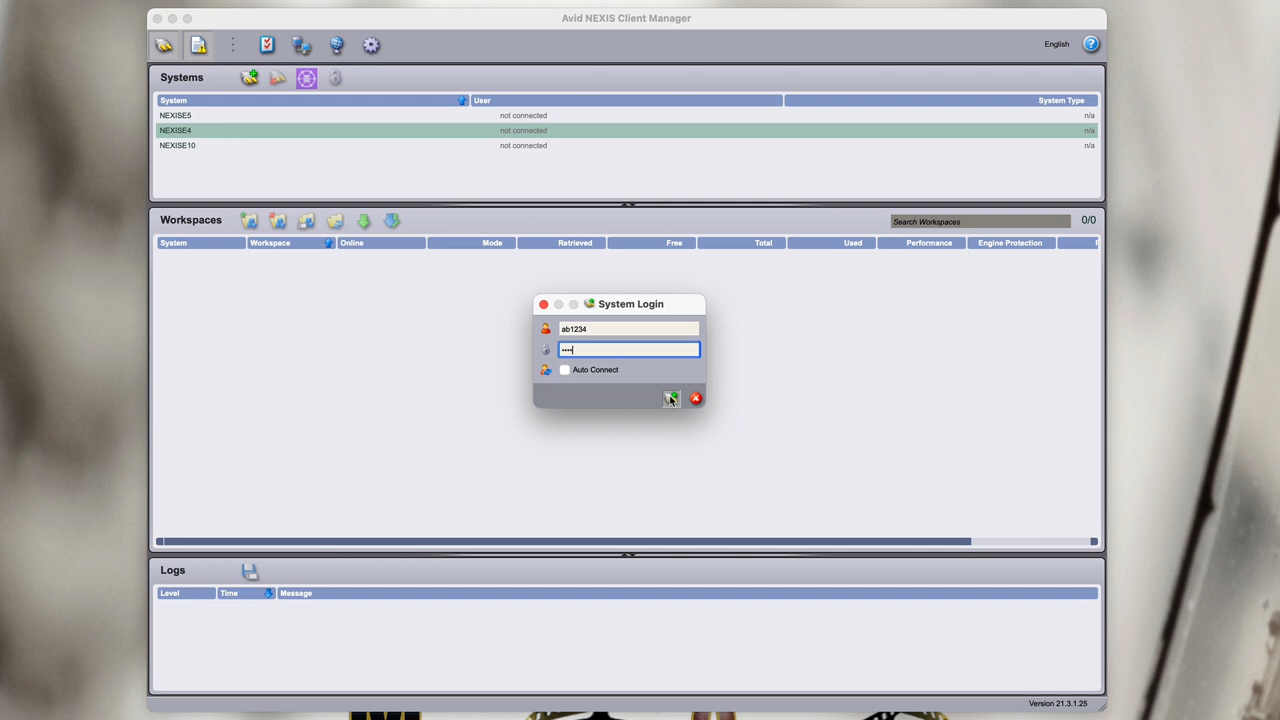 Avid NEXIS Client Manager
English
Systems
System User System Type
NEXISE5 not connected n/a
NEXISE4 not connected n/a
NEXISE10 not connected n/a
Workspaces Search Workspaces 0/0
System Workspace Online Mode Retrieved Free Total Used Performance Engine Protection
System Login
ab1234
••••
Auto Connect
Logs
Level Time Message
Version 21.3.1.25